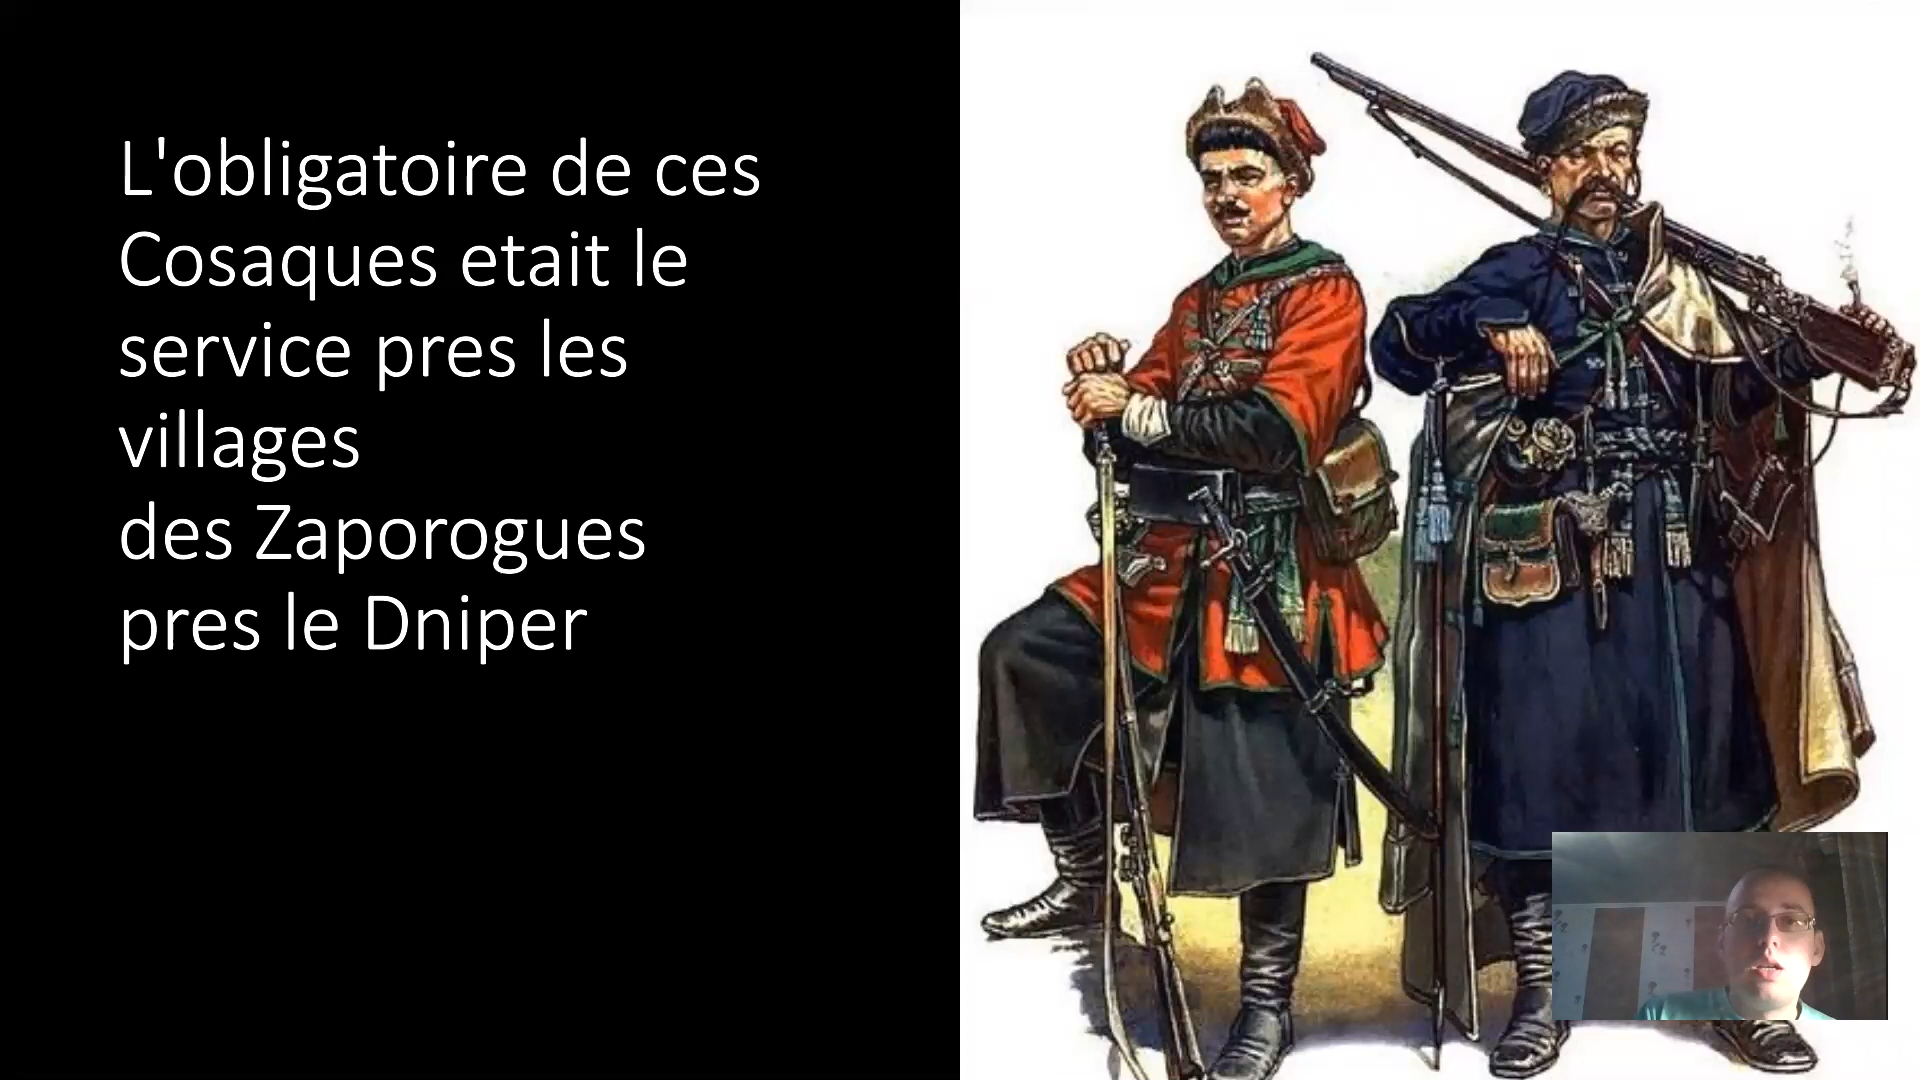 L'obligatoire de ces
Cosaques etait le
service pres les
villages
des Zaporogues
pres le Dniper